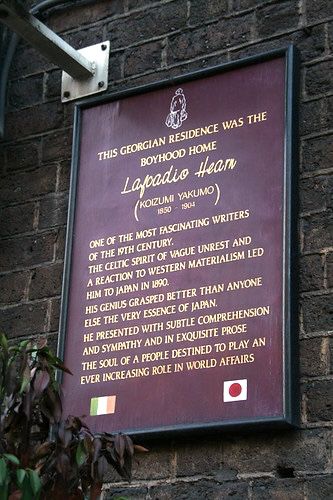 THIS GEORGIAN RESIDENCE WAS THE
BOYHOOD HOME
Lafcadio Hearn
(KOIZUMI YAKUMO)
1850 - 1904
ONE OF THE MOST FASCINATING WRITERS
OF THE 19TH CENTURY.
THE CELTIC SPIRIT OF VAGUE UNREST AND
A REACTION TO WESTERN MATERIALISM LED
HIM TO JAPAN IN 1890.
HIS GENIUS GRASPED BETTER THAN ANYONE
ELSE THE VERY ESSENCE OF JAPAN.
HE PRESENTED WITH SUBTLE COMPREHENSION
AND SYMPATHY AND IN EXQUISITE PROSE
THE SOUL OF A PEOPLE DESTINED TO PLAY AN
EVER INCREASING ROLE IN WORLD AFFAIRS